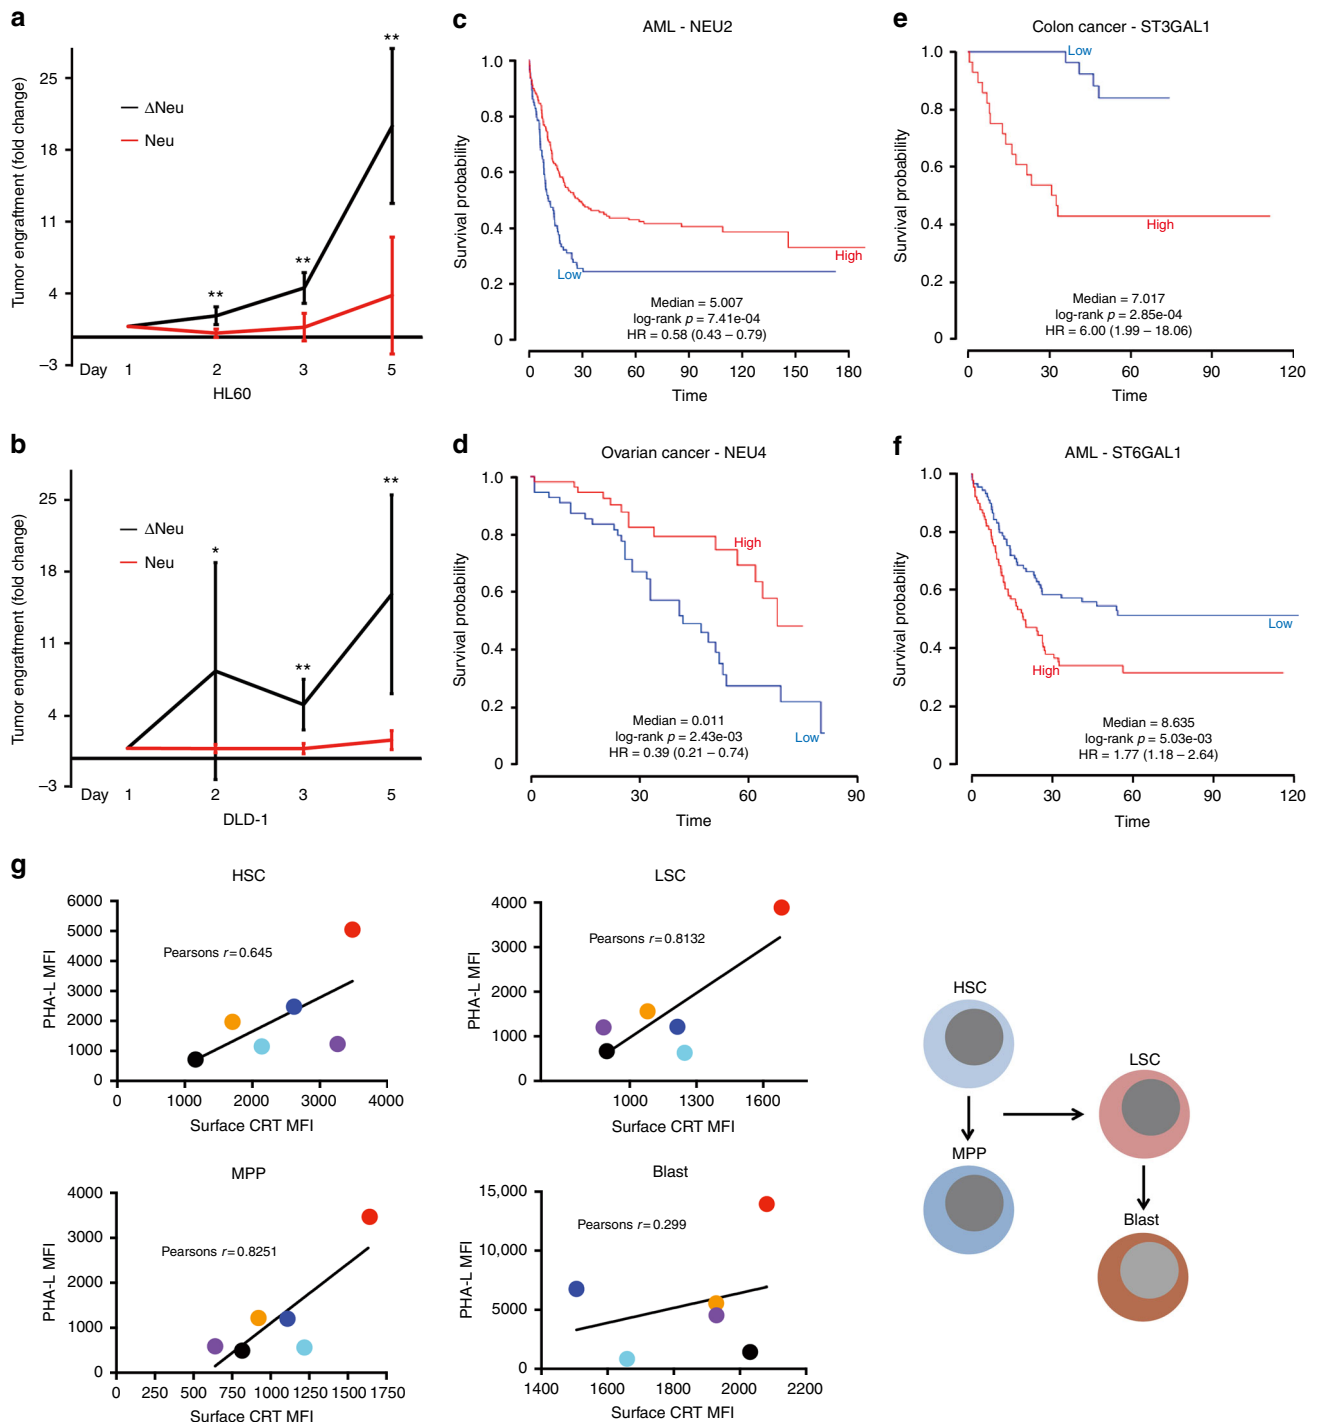 a
Tumor engraftment (fold change)
25
18
11
4
−3
ΔNeu
Neu
**
**
**
Day 1 2 3 5
HL60
b
Tumor engraftment (fold change)
25
18
11
4
−3
ΔNeu
Neu
*
**
**
Day 1 2 3 5
DLD-1
c
AML - NEU2
Survival probability
1.0
0.8
0.6
0.4
0.2
0
High
Low
Median = 5.007
log-rank p = 7.41e-04
HR = 0.58 (0.43 – 0.79)
0 30 60 90 120 150 180
Time
d
Ovarian cancer - NEU4
Survival probability
1.0
0.8
0.6
0.4
0.2
0
High
Low
Median = 0.011
log-rank p = 2.43e-03
HR = 0.39 (0.21 – 0.74)
0 30 60 90
Time
e
Colon cancer - ST3GAL1
Survival probability
1.0
0.8
0.6
0.4
0.2
0
Low
High
Median = 7.017
log-rank p = 2.85e-04
HR = 6.00 (1.99 – 18.06)
0 30 60 90 120
Time
f
AML - ST6GAL1
Survival probability
1.0
0.8
0.6
0.4
0.2
0
Low
High
Median = 8.635
log-rank p = 5.03e-03
HR = 1.77 (1.18 – 2.64)
0 30 60 90 120
Time
g
HSC
PHA-L MFI
6000
5000
4000
3000
2000
1000
0
Pearsons r = 0.645
0 1000 2000 3000 4000
Surface CRT MFI
LSC
PHA-L MFI
4000
3000
2000
1000
0
Pearsons r = 0.8132
1000 1300 1600
Surface CRT MFI
MPP
PHA-L MFI
4000
3000
2000
1000
0
Pearsons r = 0.8251
0 250 500 750 1000 1250 1500 1750
Surface CRT MFI
Blast
PHA-L MFI
15,000
10,000
5000
0
Pearsons r = 0.299
1400 1600 1800 2000 2200
Surface CRT MFI
HSC
LSC
MPP
Blast